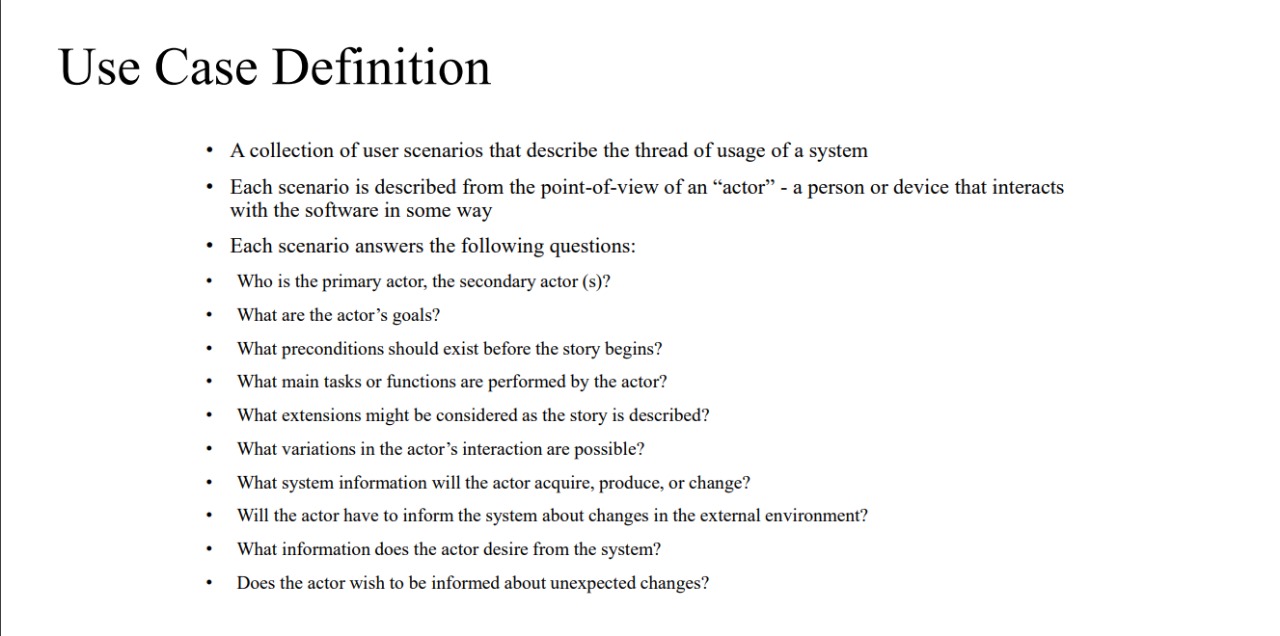 Use Case Definition
• A collection of user scenarios that describe the thread of usage of a system
• Each scenario is described from the point-of-view of an “actor” - a person or device that interacts
with the software in some way
• Each scenario answers the following questions:
• Who is the primary actor, the secondary actor (s)?
• What are the actor’s goals?
• What preconditions should exist before the story begins?
• What main tasks or functions are performed by the actor?
• What extensions might be considered as the story is described?
• What variations in the actor’s interaction are possible?
• What system information will the actor acquire, produce, or change?
• Will the actor have to inform the system about changes in the external environment?
• What information does the actor desire from the system?
• Does the actor wish to be informed about unexpected changes?